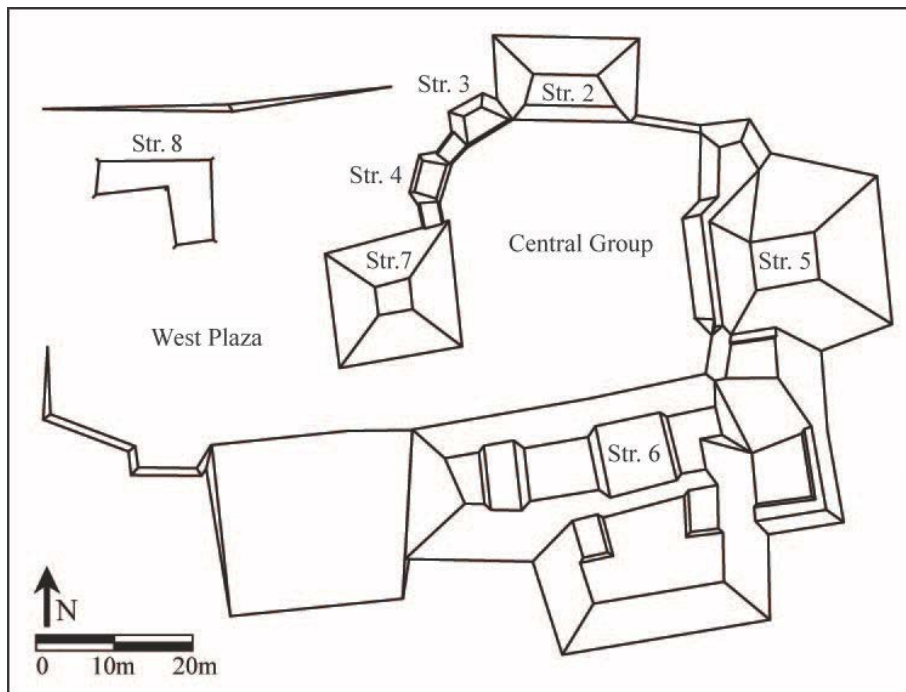 Str. 3
Str. 2
Str. 8
Str. 4
Central Group
Str.7
Str. 5
West Plaza
Str. 6
N
0 10m 20m